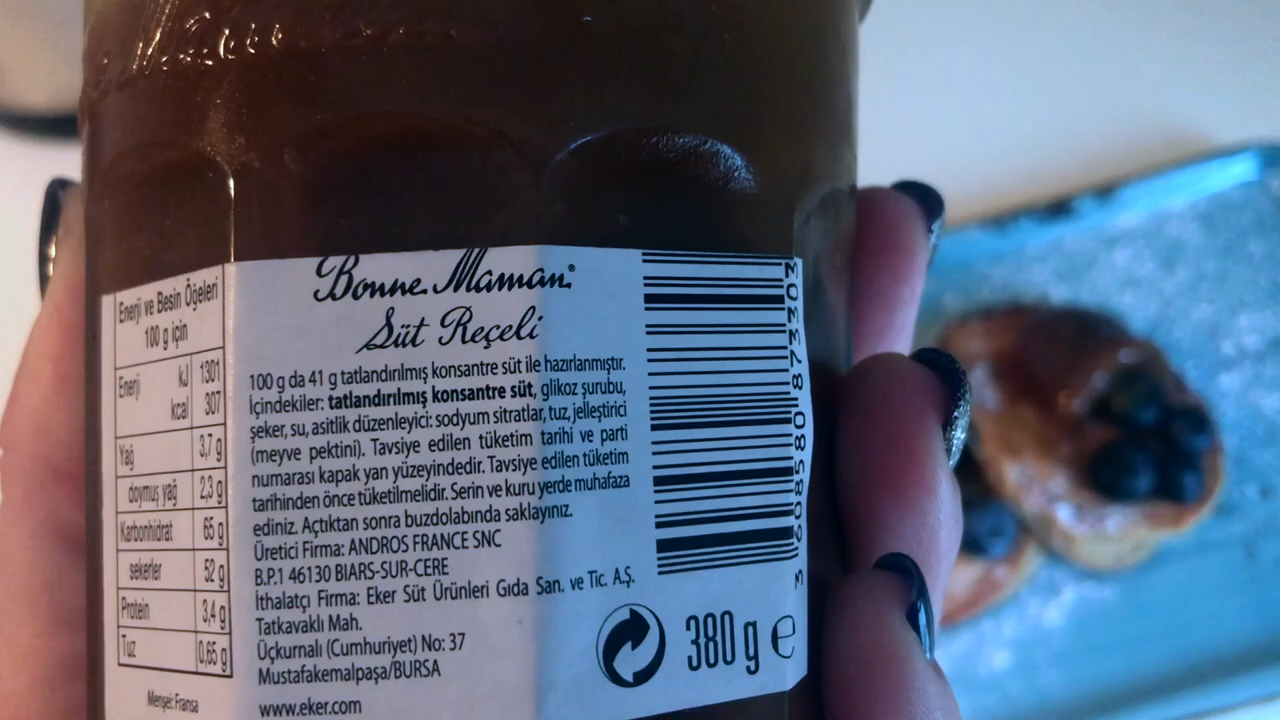 Enerji ve Besin Öğeleri
100 g için
Enerji kJ 1301
kcal 307
Yağ 3,7 g
doymuş yağ 2,3 g
Karbonhidrat 65 g
şekerler 52 g
Protein 3,4 g
Tuz 0,65 g
Menşei: Fransa
Bonne Maman®
Süt Reçeli
100 g da 41 g tatlandırılmış konsantre süt ile hazırlanmıştır.
İçindekiler: tatlandırılmış konsantre süt, glikoz şurubu,
şeker, su, asitlik düzenleyici: sodyum sitratlar, tuz, jelleştirici
(meyve pektini). Tavsiye edilen tüketim tarihi ve parti
numarası kapak yan yüzeyindedir. Tavsiye edilen tüketim
tarihinden önce tüketilmelidir. Serin ve kuru yerde muhafaza
ediniz. Açtıktan sonra buzdolabında saklayınız.
Üretici Firma: ANDROS FRANCE SNC
B.P.1 46130 BIARS-SUR-CERE
İthalatçı Firma: Eker Süt Ürünleri Gıda San. ve Tic. A.Ş.
Tatkavaklı Mah.
Üçkurnalı (Cumhuriyet) No: 37
Mustafakemalpaşa/BURSA
www.eker.com
3 608580 873303
380 g e